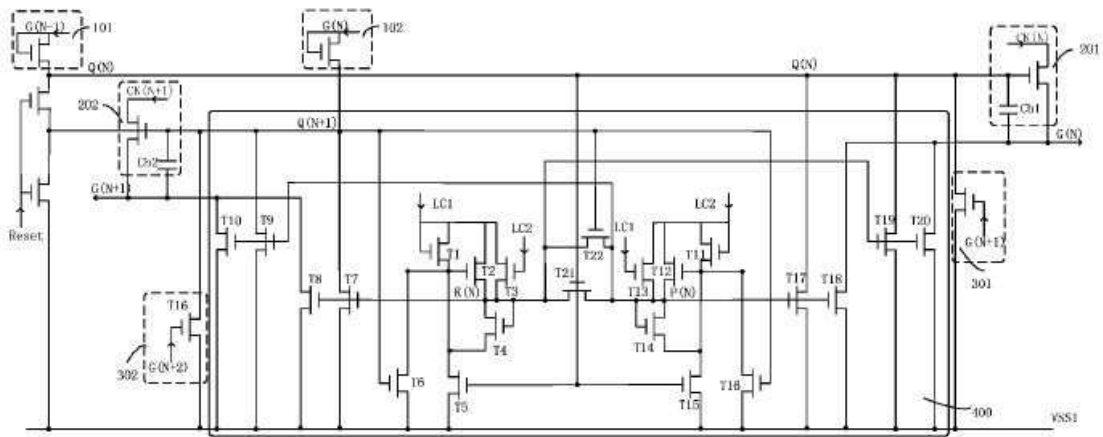 G(N-1)
101
G(N)
102
CK(N)
201
Q(N)
Q(N)
CK(N+1)
202
Cb1
Q(N+1)
G(N)
Cb2
G(N+1)
LC1
LC2
Reset
T10
T9
LC2
LC1
T19
T20
G(N+1)
T22
T1
T2
T12
T1
301
T21
T16
T8
T7
K(N)
T3
T13
P(N)
T17
T18
T4
T14
302
G(N+2)
T6
T5
T15
T16
400
VSS1